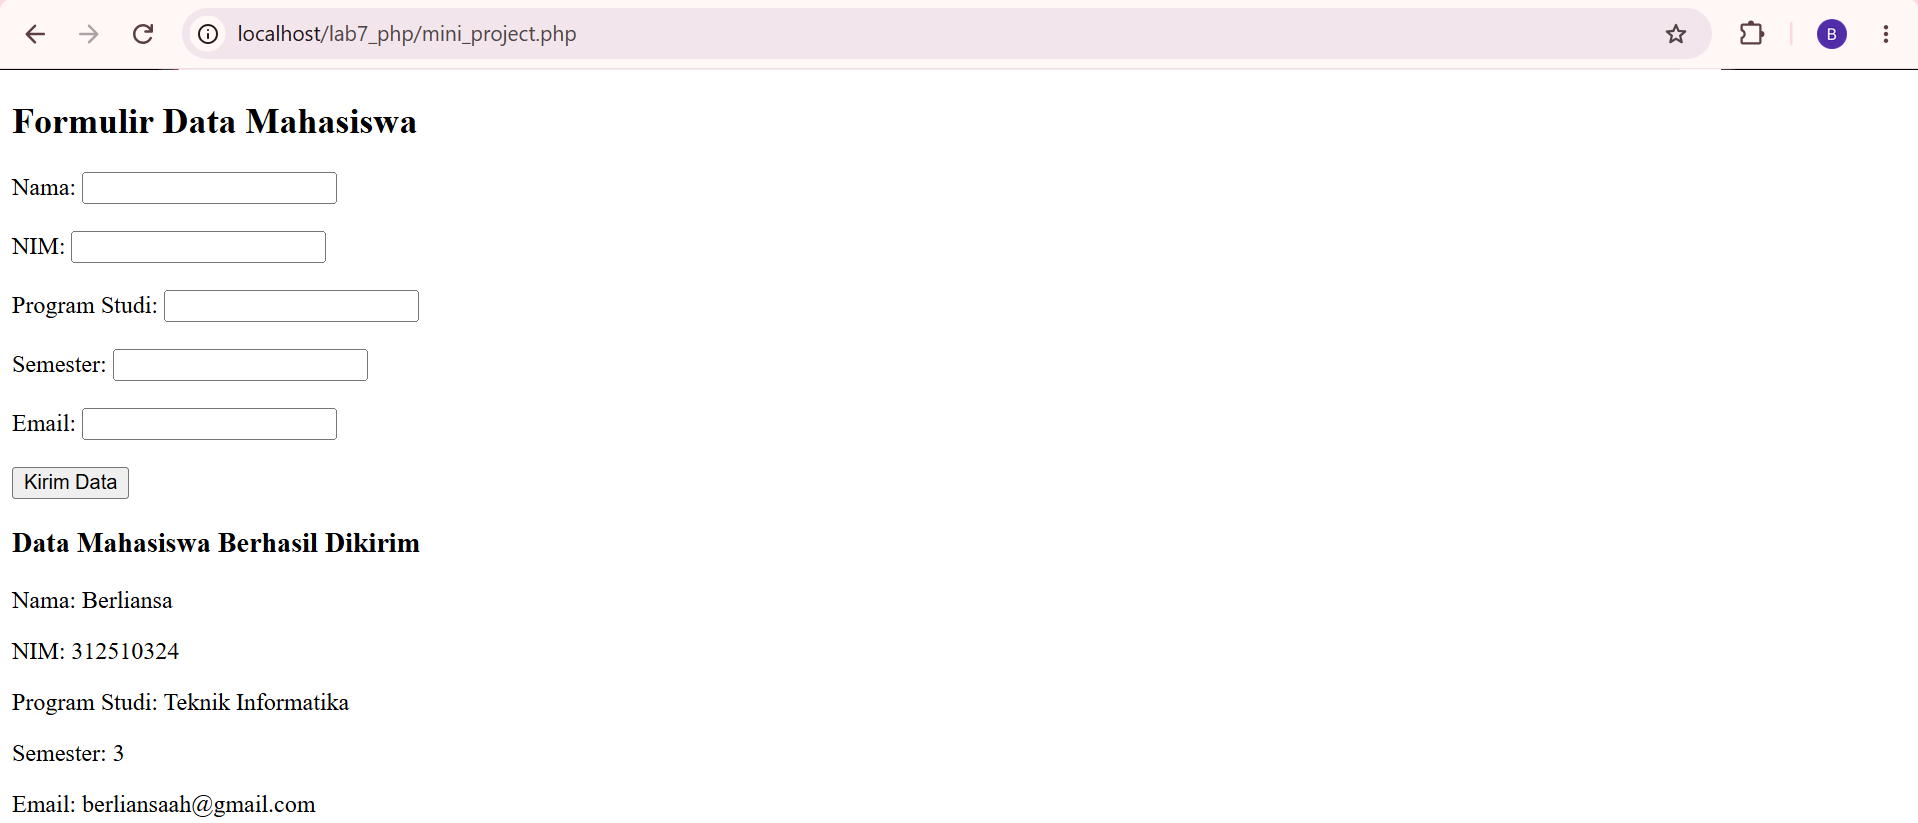 localhost/lab7_php/mini_project.php
B
Formulir Data Mahasiswa
Nama:
NIM:
Program Studi:
Semester:
Email:
Kirim Data
Data Mahasiswa Berhasil Dikirim
Nama: Berliansa
NIM: 312510324
Program Studi: Teknik Informatika
Semester: 3
Email: berliansaah@gmail.com